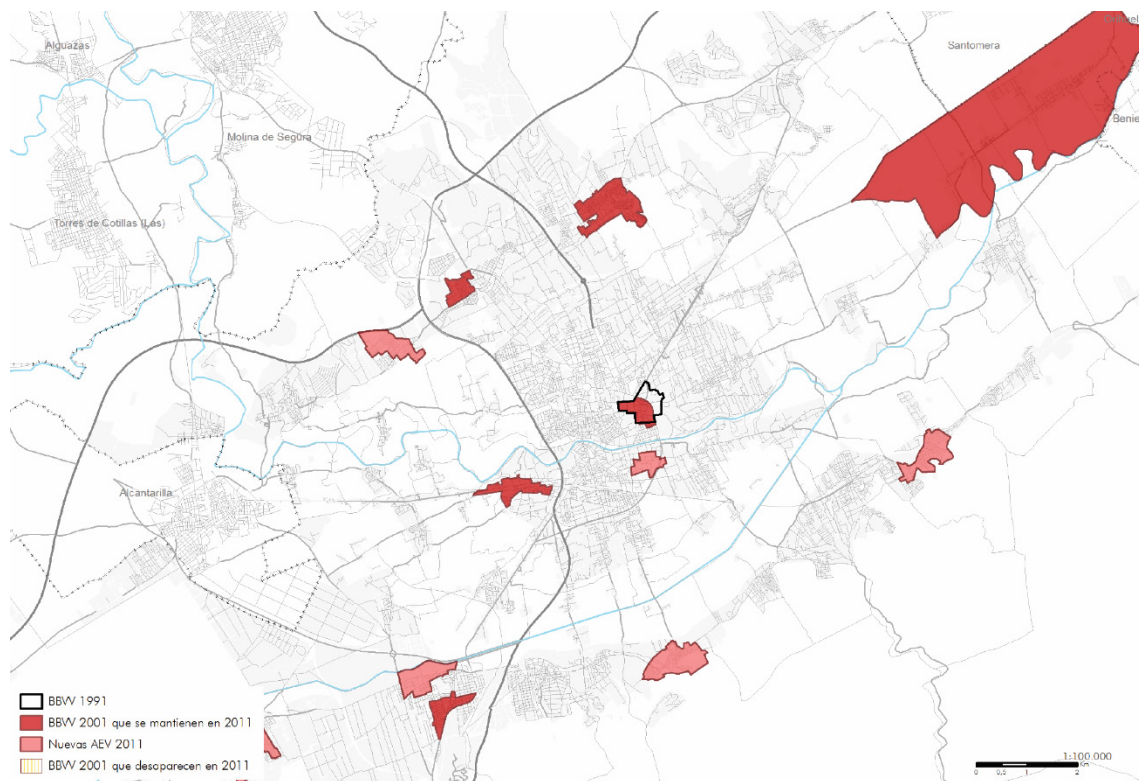 Alguazas
Santomera
Molina de Segura
Torres de Cotillas (Las)
Alcantarilla
BBVV 1991
BBVV 2001 que se mantienen en 2011
Nuevas AEV 2011
BBVV 2001 que desaparecen en 2011
1:100.000
0 0,5 1 2
Km